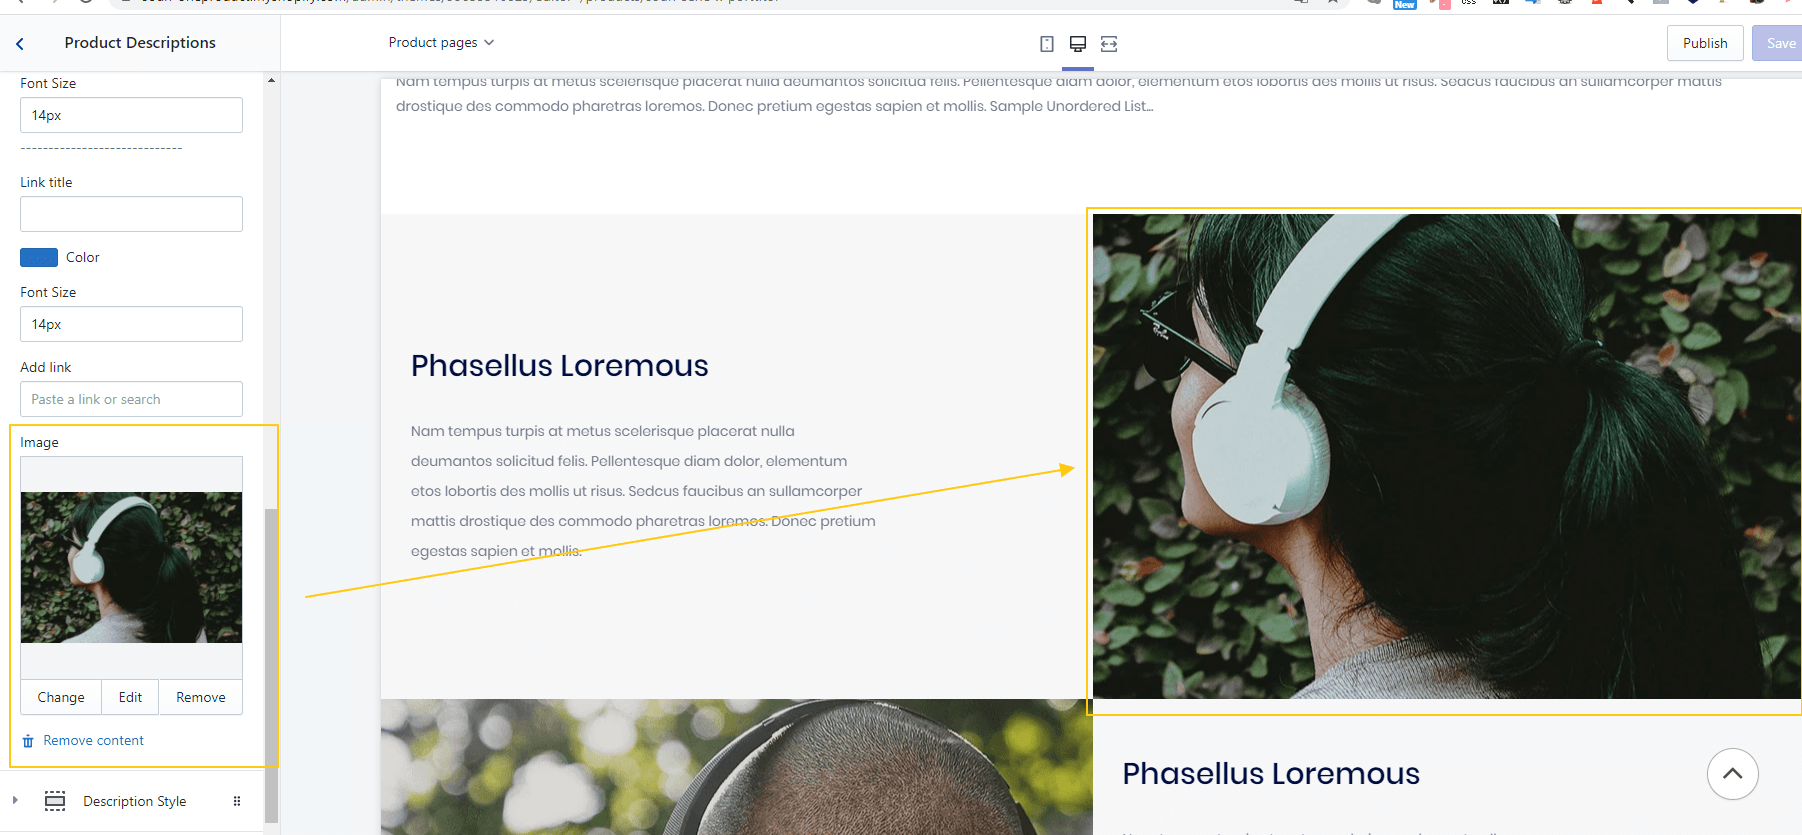 Product Descriptions
Product pages
Publish
Save
Font Size
14px
------------------------------
Link title
Color
Font Size
14px
Add link
Paste a link or search
Image
Change
Edit
Remove
Remove content
Description Style
New
css
Nam tempus turpis at metus scelerisque placerat nulla deumantos solicitud felis. Pellentesque diam dolor, elementum etos lobortis des mollis ut risus. Sedcus faucibus an sullamcorper mattis
drostique des commodo pharetras loremos. Donec pretium egestas sapien et mollis. Sample Unordered List...
Phasellus Loremous
Nam tempus turpis at metus scelerisque placerat nulla
deumantos solicitud felis. Pellentesque diam dolor, elementum
etos lobortis des mollis ut risus. Sedcus faucibus an sullamcorper
mattis drostique des commodo pharetras loremos. Donec pretium
egestas sapien et mollis.
Phasellus Loremous